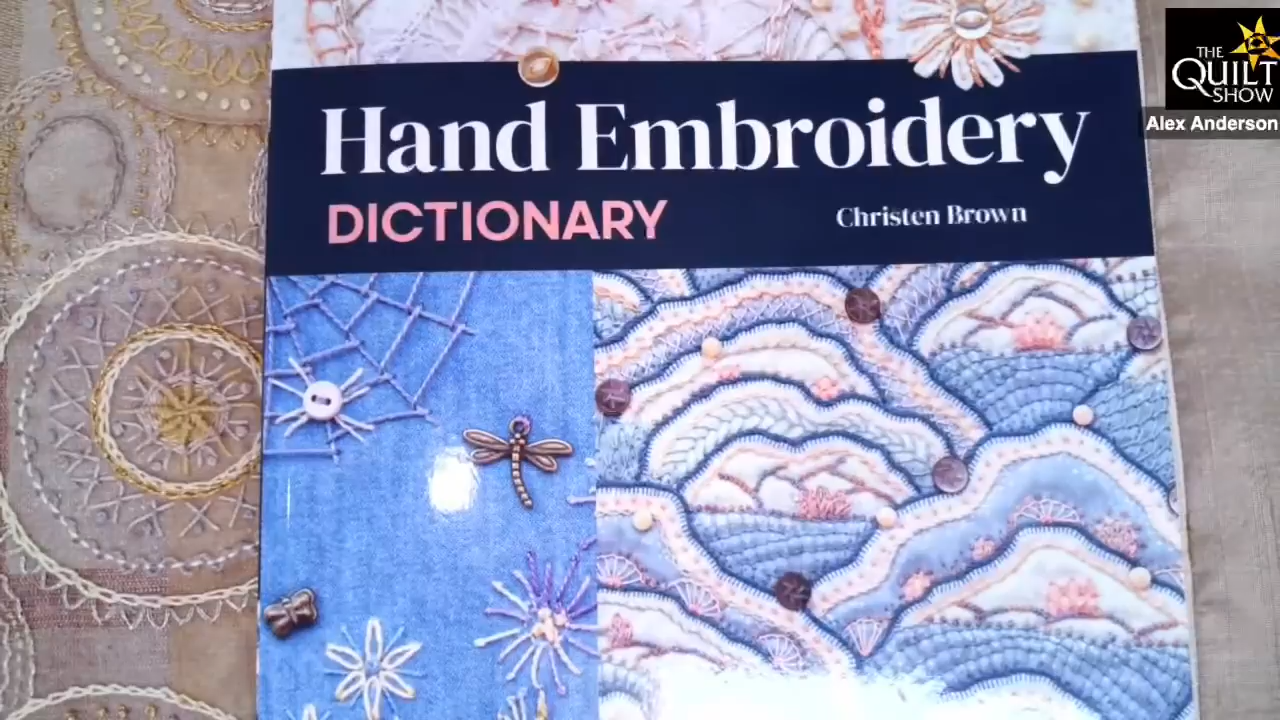 Hand Embroidery
DICTIONARY
Christen Brown
THE
QUILT
SHOW
Alex Anderson